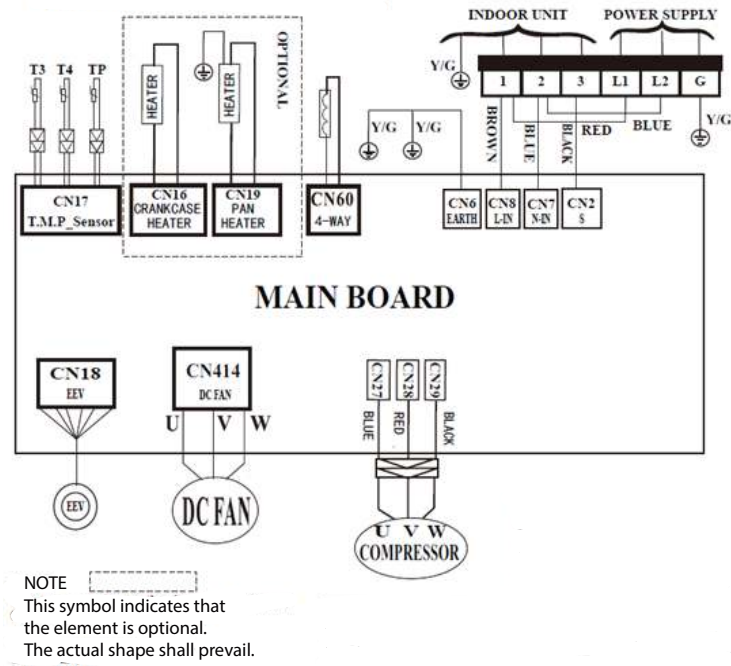 INDOOR UNIT
POWER SUPPLY
Y/G
1
2
3
L1
L2
G
Y/G
BROWN
BLUE
BLACK
RED
BLUE
T3
T4
TP
HEATER
HEATER
OPTIONAL
Y/G
Y/G
CN17
T.M.P_Sensor
CN16
CRANKCASE
HEATER
CN19
PAN
HEATER
CN60
4-WAY
CN6
EARTH
CN8
L-IN
CN7
N-IN
CN2
S
MAIN BOARD
CN18
EEV
CN414
DC FAN
U V W
CN27
CN28
CN29
BLUE
RED
BLACK
EEV
DC FAN
U V W
COMPRESSOR
NOTE
This symbol indicates that
the element is optional.
The actual shape shall prevail.